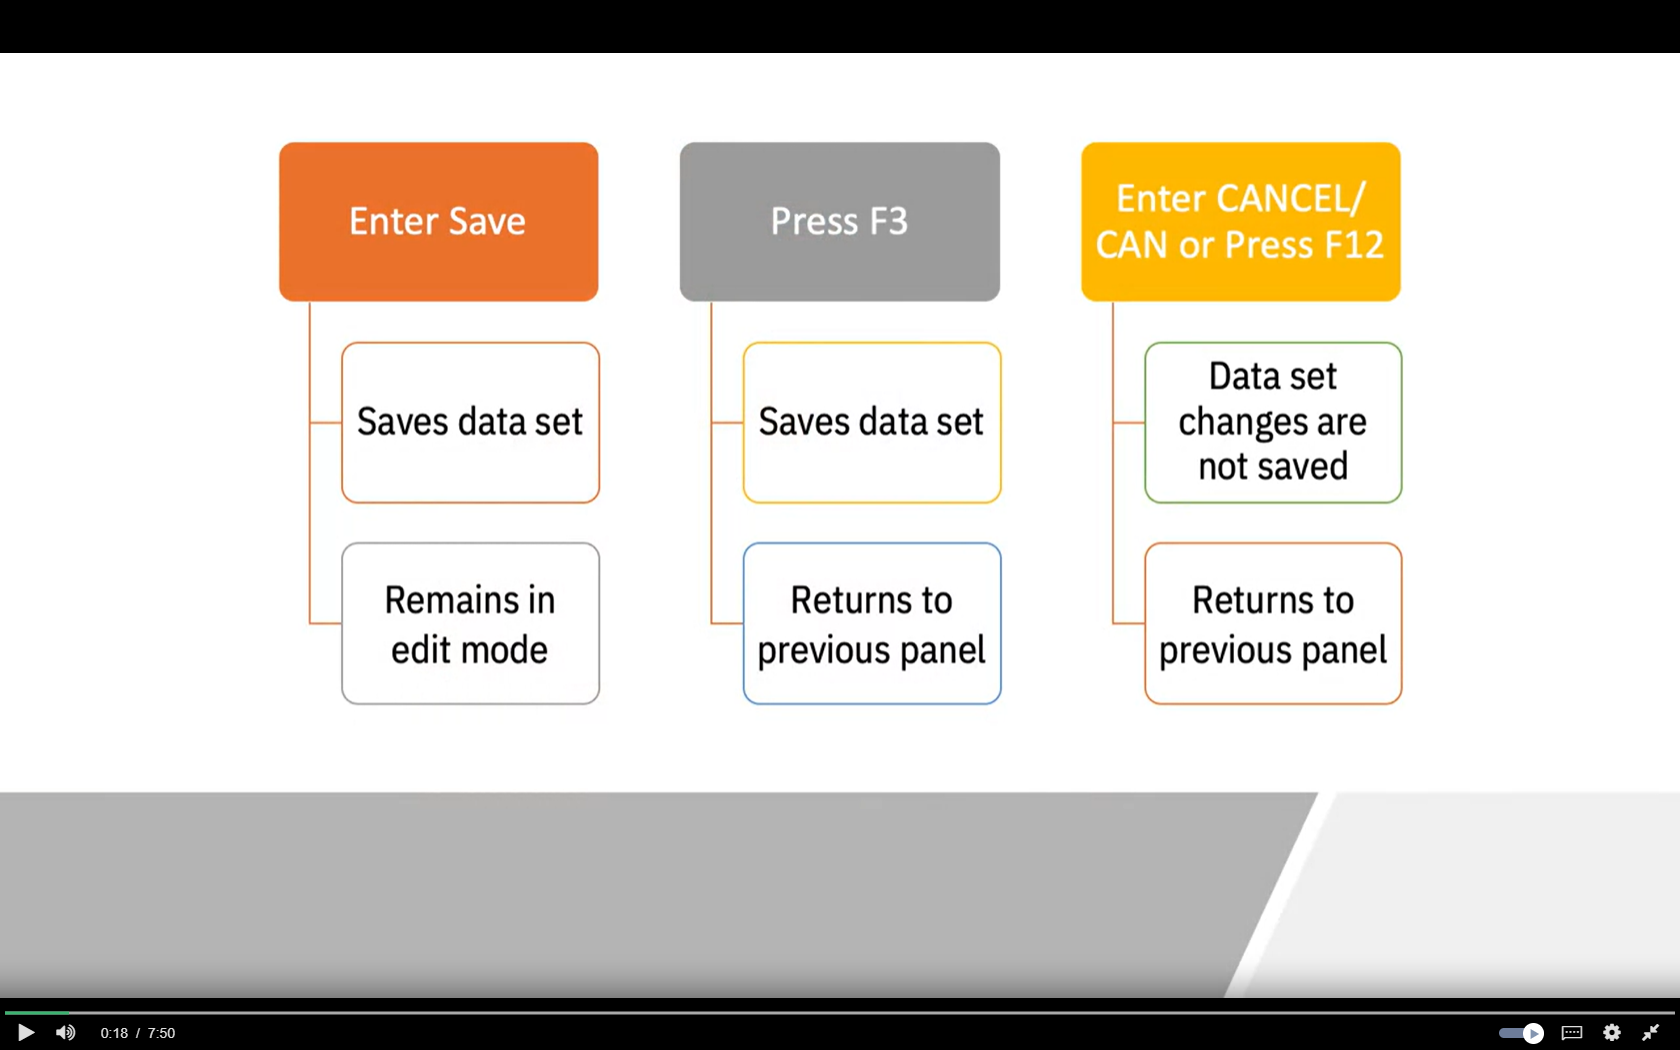 Enter Save
Saves data set
Remains in
edit mode
Press F3
Saves data set
Returns to
previous panel
Enter CANCEL/
CAN or Press F12
Data set
changes are
not saved
Returns to
previous panel
0:18 / 7:50